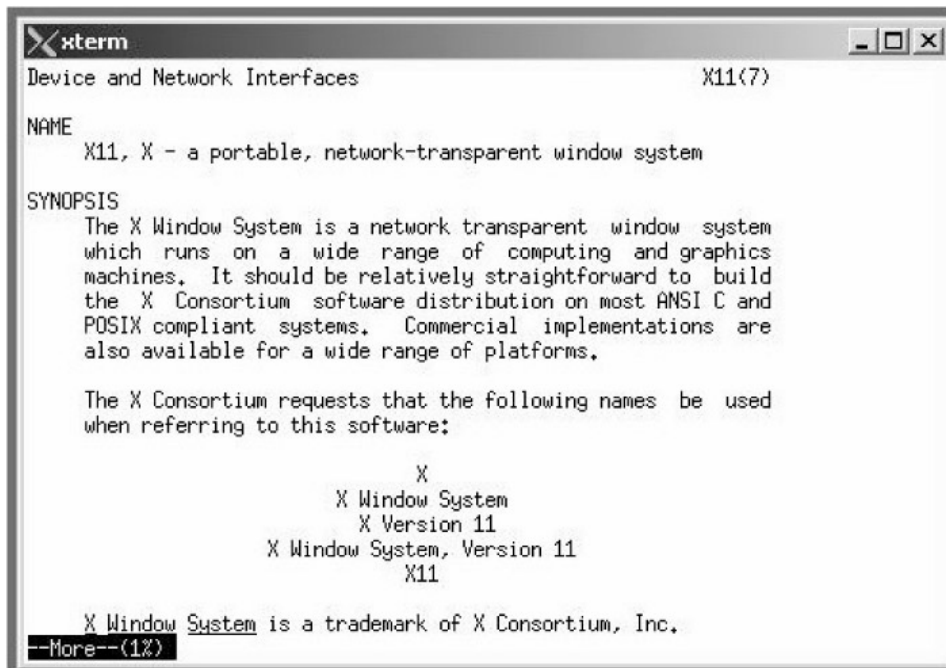 xterm
Device and Network Interfaces X11(7)
NAME
X11, X - a portable, network-transparent window system
SYNOPSIS
The X Window System is a network transparent window system
which runs on a wide range of computing and graphics
machines. It should be relatively straightforward to build
the X Consortium software distribution on most ANSI C and
POSIX compliant systems. Commercial implementations are
also available for a wide range of platforms.
The X Consortium requests that the following names be used
when referring to this software:
X
X Window System
X Version 11
X Window System, Version 11
X11
X Window System is a trademark of X Consortium, Inc.
--More--(1%)